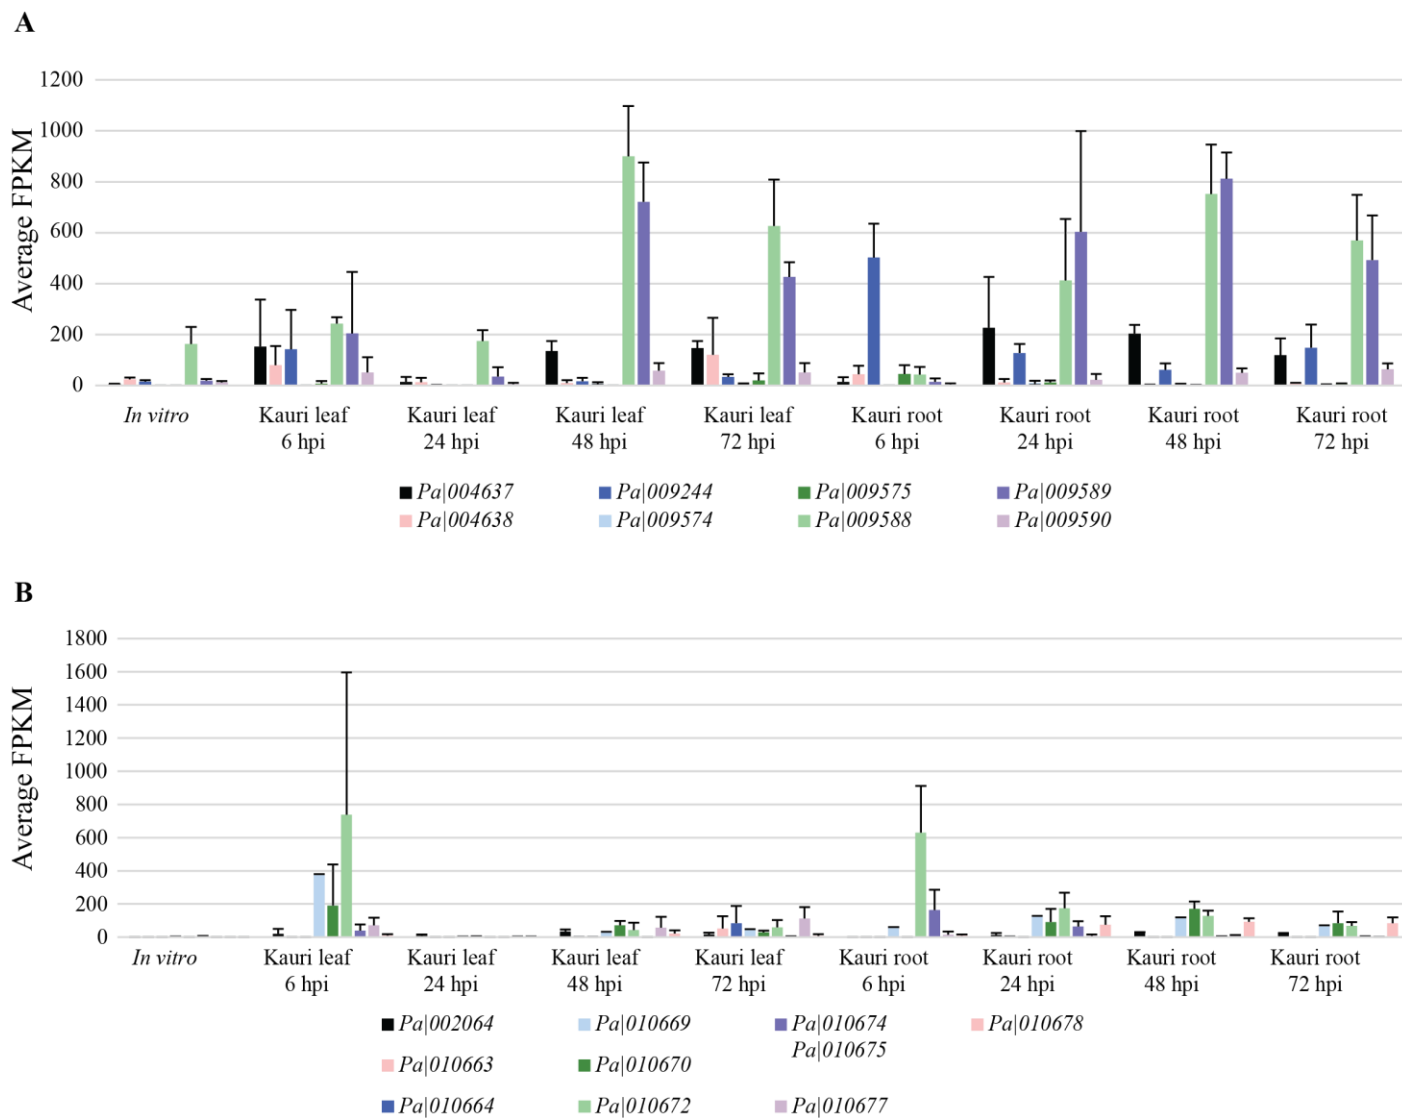 A
1200
1000
800
600
400
200
0
Average FPKM
In vitro
Kauri leaf
6 hpi
Kauri leaf
24 hpi
Kauri leaf
48 hpi
Kauri leaf
72 hpi
Kauri root
6 hpi
Kauri root
24 hpi
Kauri root
48 hpi
Kauri root
72 hpi
Pa|004637
Pa|009244
Pa|009575
Pa|009589
Pa|004638
Pa|009574
Pa|009588
Pa|009590
B
1800
1600
1400
1200
1000
800
600
400
200
0
Average FPKM
In vitro
Kauri leaf
6 hpi
Kauri leaf
24 hpi
Kauri leaf
48 hpi
Kauri leaf
72 hpi
Kauri root
6 hpi
Kauri root
24 hpi
Kauri root
48 hpi
Kauri root
72 hpi
Pa|002064
Pa|010669
Pa|010674
Pa|010675
Pa|010678
Pa|010663
Pa|010670
Pa|010664
Pa|010672
Pa|010677